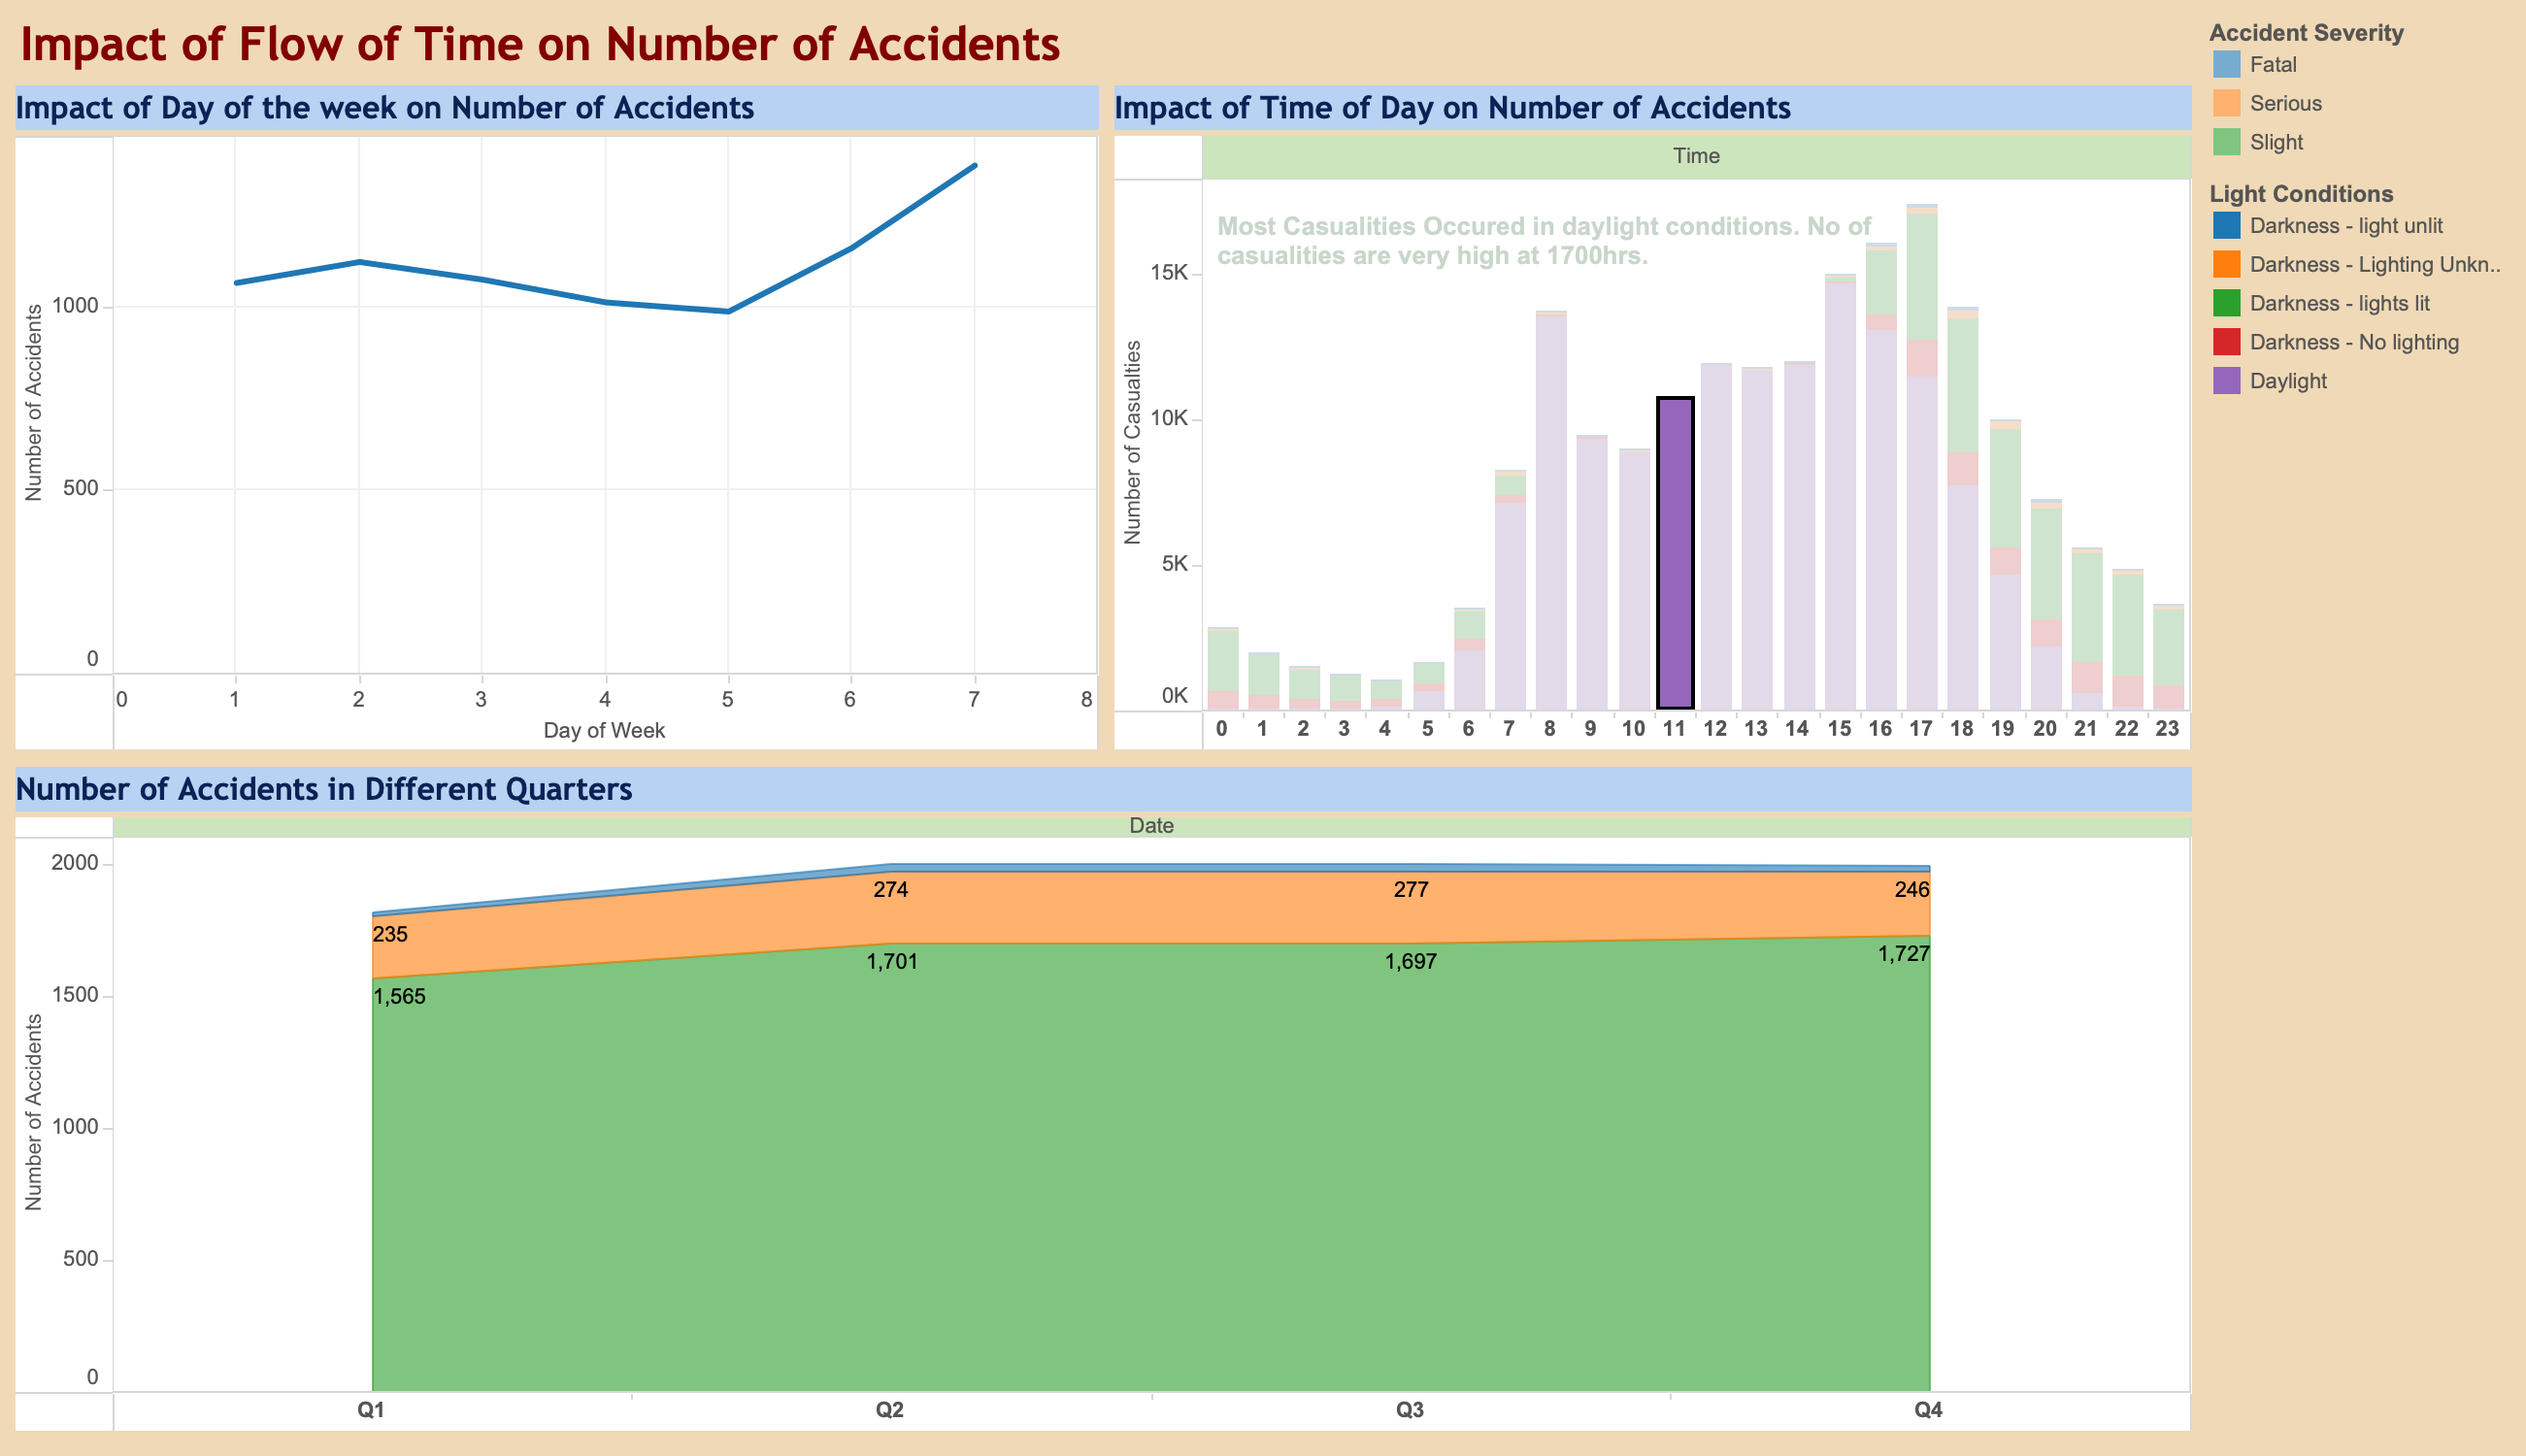 Impact of Flow of Time on Number of Accidents
Impact of Day of the week on Number of Accidents
Number of Accidents
1000
500
0
0 1 2 3 4 5 6 7 8
Day of Week
Impact of Time of Day on Number of Accidents
Time
Most Casualities Occured in daylight conditions. No of
casualities are very high at 1700hrs.
Number of Casualties
15K
10K
5K
0K
0 1 2 3 4 5 6 7 8 9 10 11 12 13 14 15 16 17 18 19 20 21 22 23
Accident Severity
Fatal
Serious
Slight
Light Conditions
Darkness - light unlit
Darkness - Lighting Unkn..
Darkness - lights lit
Darkness - No lighting
Daylight
Number of Accidents in Different Quarters
Date
Number of Accidents
2000
1500
1000
500
0
274 277 246
235
1,701 1,697 1,727
1,565
Q1 Q2 Q3 Q4